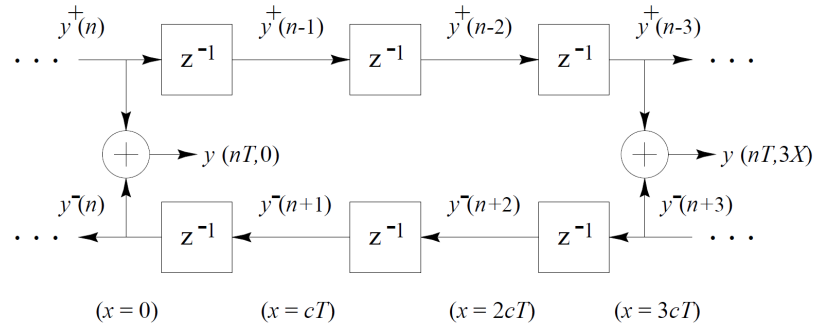 y⁺(n) y⁺(n-1) y⁺(n-2) y⁺(n-3)
. . . z⁻¹ z⁻¹ z⁻¹ . . .
+ y (nT,0) + y (nT,3X)
y⁻(n) y⁻(n+1) y⁻(n+2) y⁻(n+3)
. . . z⁻¹ z⁻¹ z⁻¹ . . .
(x = 0) (x = cT) (x = 2cT) (x = 3cT)